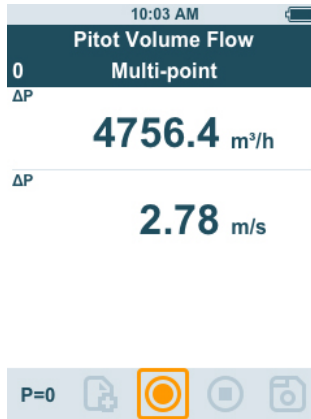 10:03 AM
Pitot Volume Flow
0 Multi-point
ΔP
4756.4 m³/h
ΔP
2.78 m/s
P=0